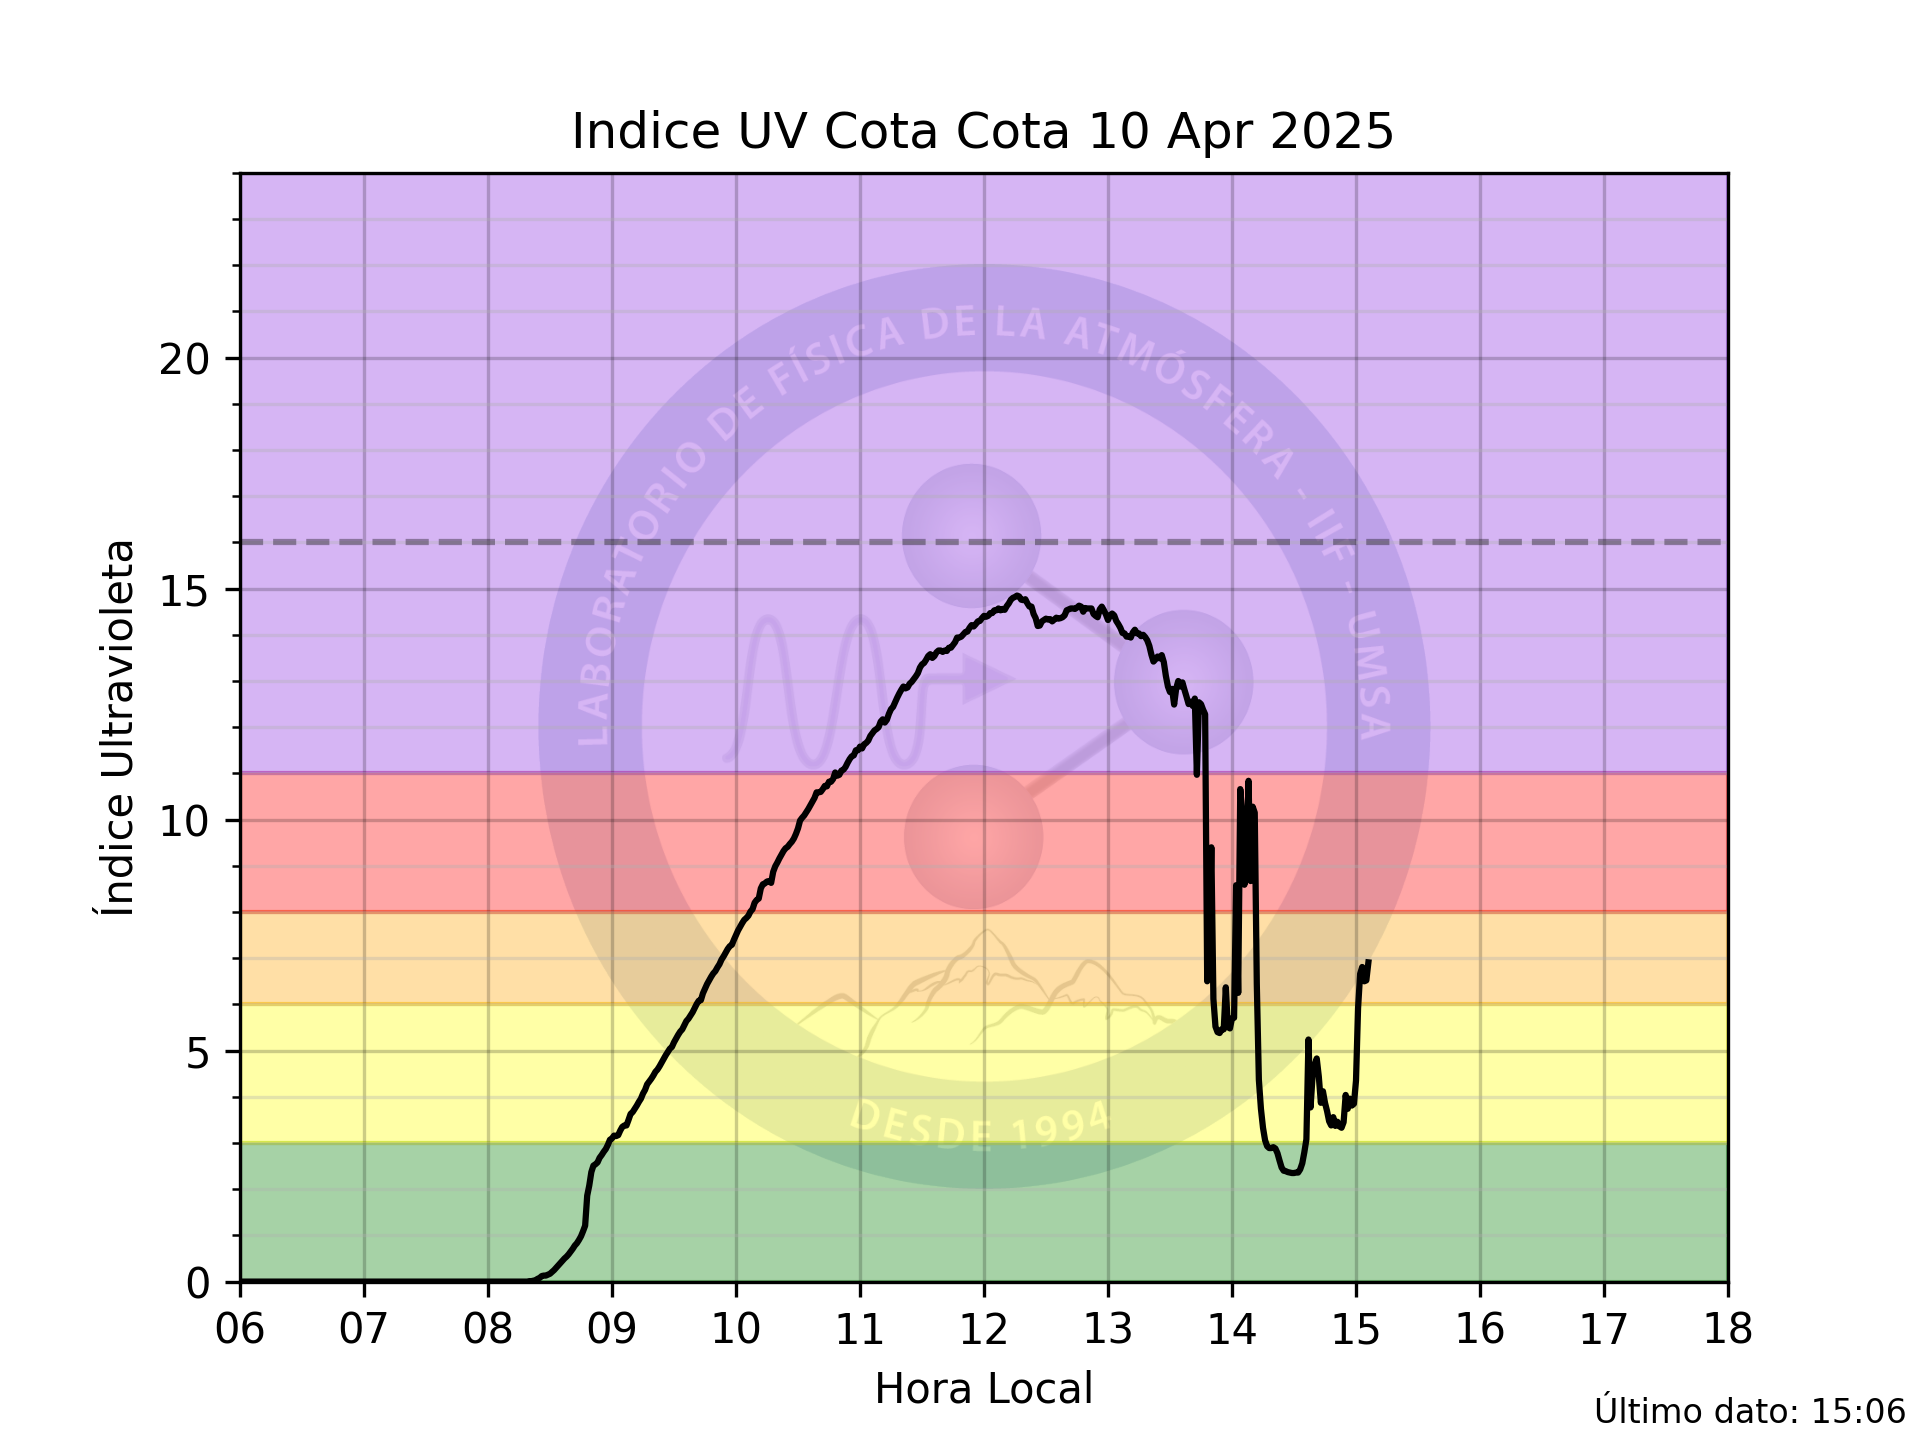 Indice UV Cota Cota 10 Apr 2025
20
15
10
5
0
Índice Ultravioleta
LABORATORIO DE FÍSICA DE LA ATMÓSFERA - IIF - UMSA
DESDE 1994
06 07 08 09 10 11 12 13 14 15 16 17 18
Hora Local
Último dato: 15:06